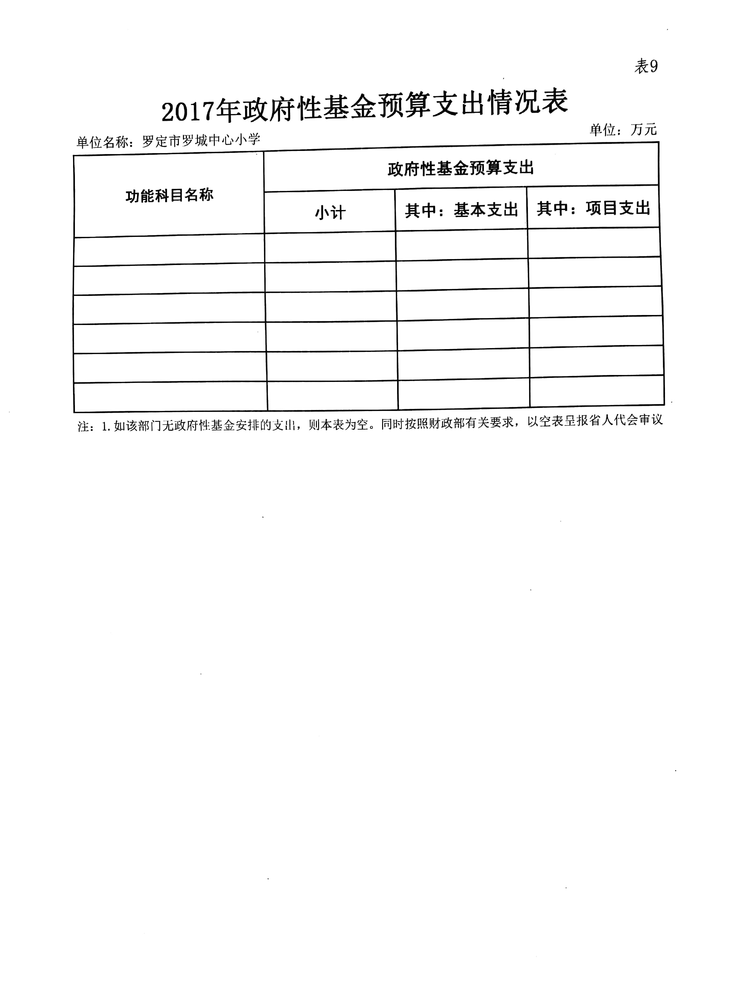 表9
2017年政府性基金预算支出情况表
单位名称：罗定市罗城中心小学
单位：万元
功能科目名称
政府性基金预算支出
小计
其中：基本支出
其中：项目支出
注：1.如该部门无政府性基金安排的支出，则本表为空。同时按照财政部有关要求，以空表呈报省人代会审议